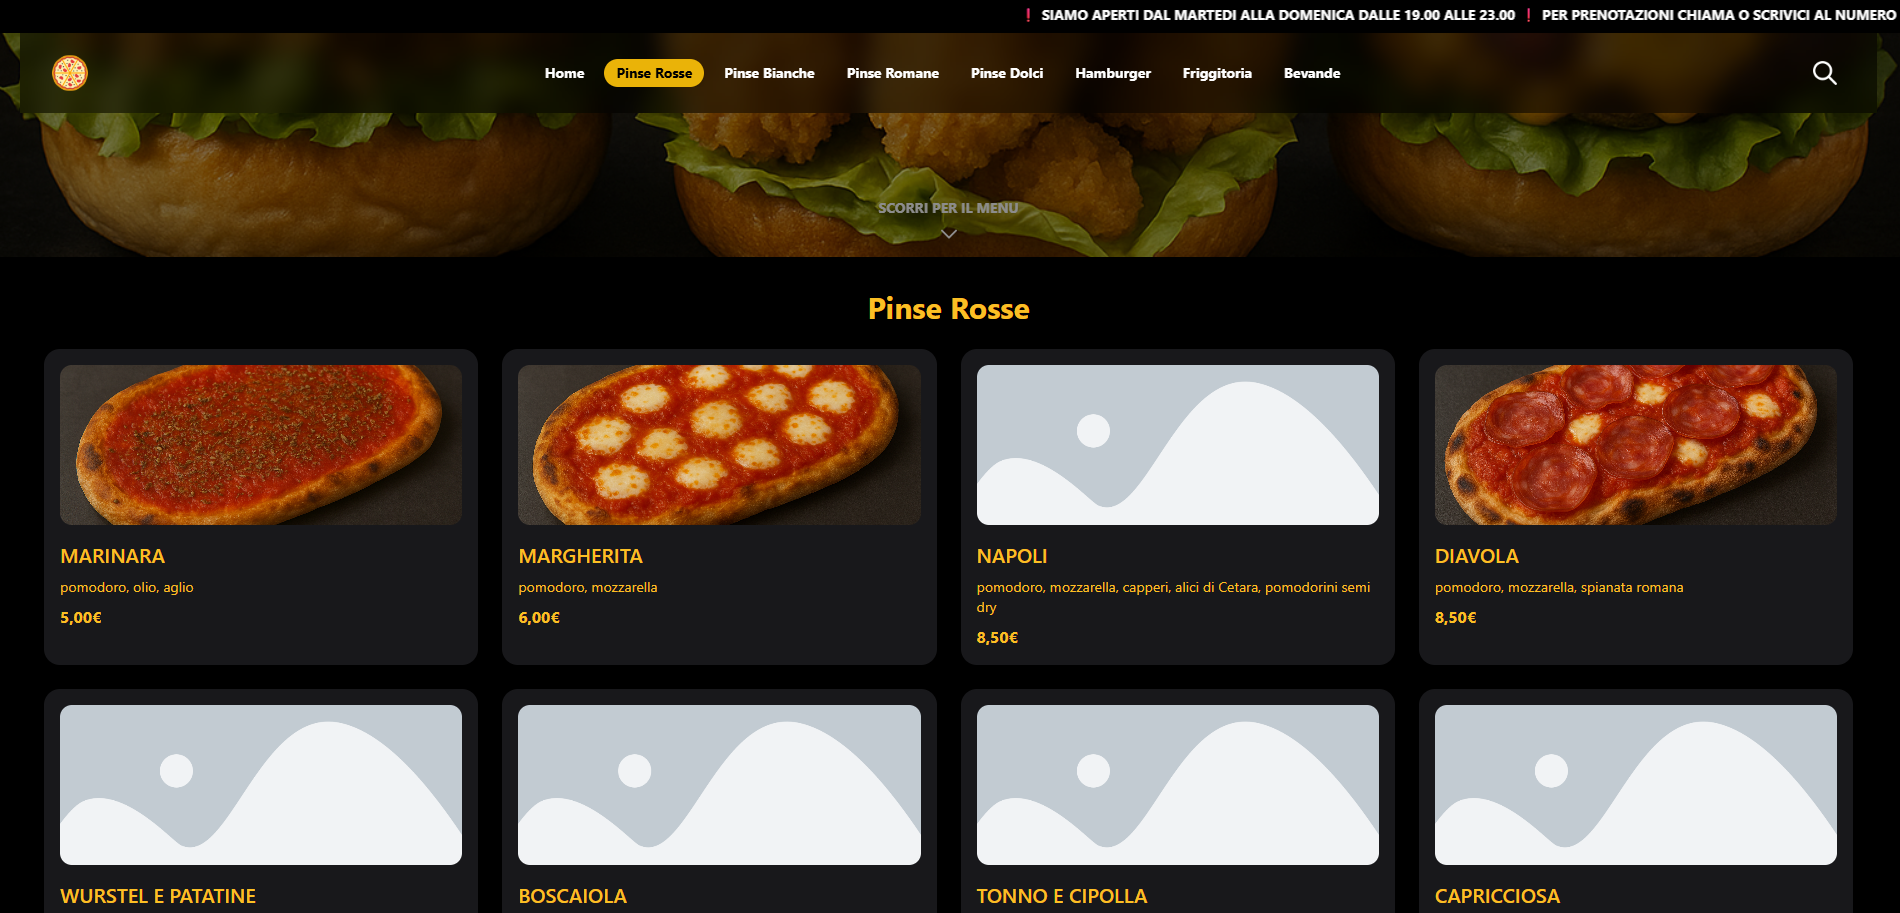 ❗ SIAMO APERTI DAL MARTEDI ALLA DOMENICA DALLE 19.00 ALLE 23.00 ❗ PER PRENOTAZIONI CHIAMA O SCRIVICI AL NUMERO
Home Pinse Rosse Pinse Bianche Pinse Romane Pinse Dolci Hamburger Friggitoria Bevande
SCORRI PER IL MENU
Pinse Rosse
MARINARA
pomodoro, olio, aglio
5,00€
MARGHERITA
pomodoro, mozzarella
6,00€
NAPOLI
pomodoro, mozzarella, capperi, alici di Cetara, pomodorini semi
dry
8,50€
DIAVOLA
pomodoro, mozzarella, spianata romana
8,50€
WURSTEL E PATATINE
BOSCAIOLA
TONNO E CIPOLLA
CAPRICCIOSA